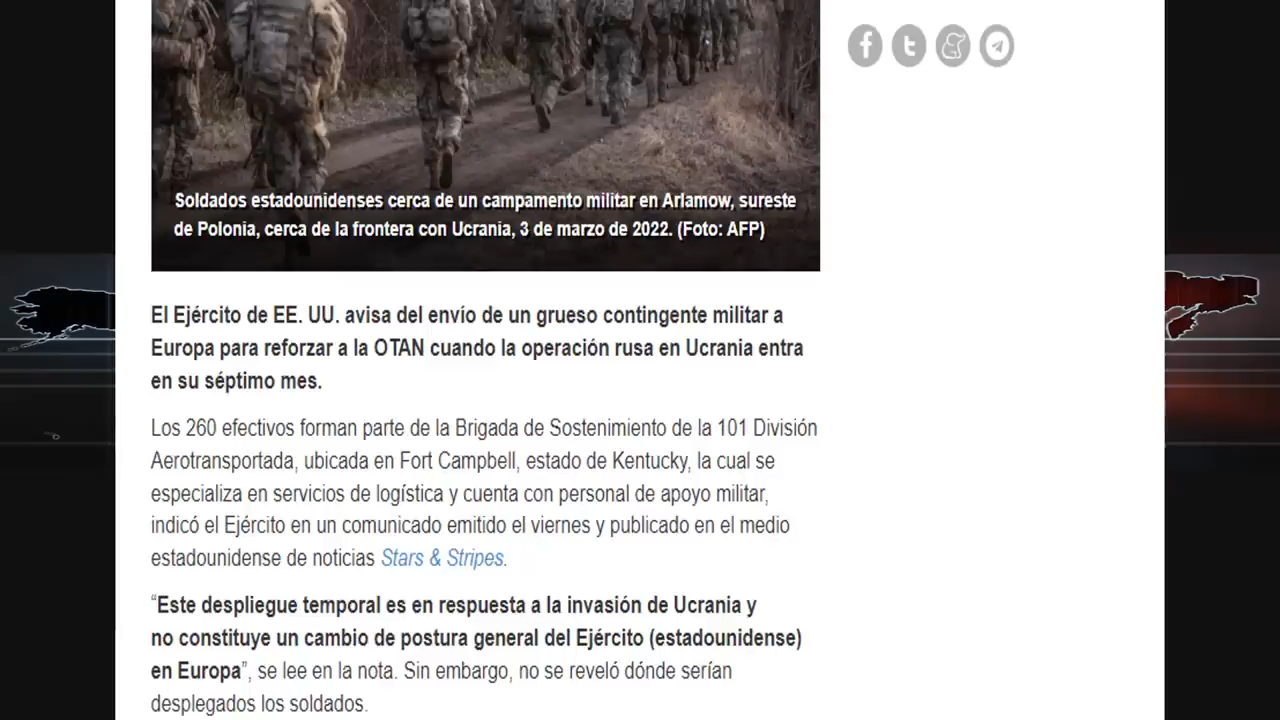 Soldados estadounidenses cerca de un campamento militar en Arlamow, sureste
de Polonia, cerca de la frontera con Ucrania, 3 de marzo de 2022. (Foto: AFP)
El Ejército de EE. UU. avisa del envío de un grueso contingente militar a
Europa para reforzar a la OTAN cuando la operación rusa en Ucrania entra
en su séptimo mes.
Los 260 efectivos forman parte de la Brigada de Sostenimiento de la 101 División
Aerotransportada, ubicada en Fort Campbell, estado de Kentucky, la cual se
especializa en servicios de logística y cuenta con personal de apoyo militar,
indicó el Ejército en un comunicado emitido el viernes y publicado en el medio
estadounidense de noticias Stars & Stripes.
“Este despliegue temporal es en respuesta a la invasión de Ucrania y
no constituye un cambio de postura general del Ejército (estadounidense)
en Europa”, se lee en la nota. Sin embargo, no se reveló dónde serían
desplegados los soldados.